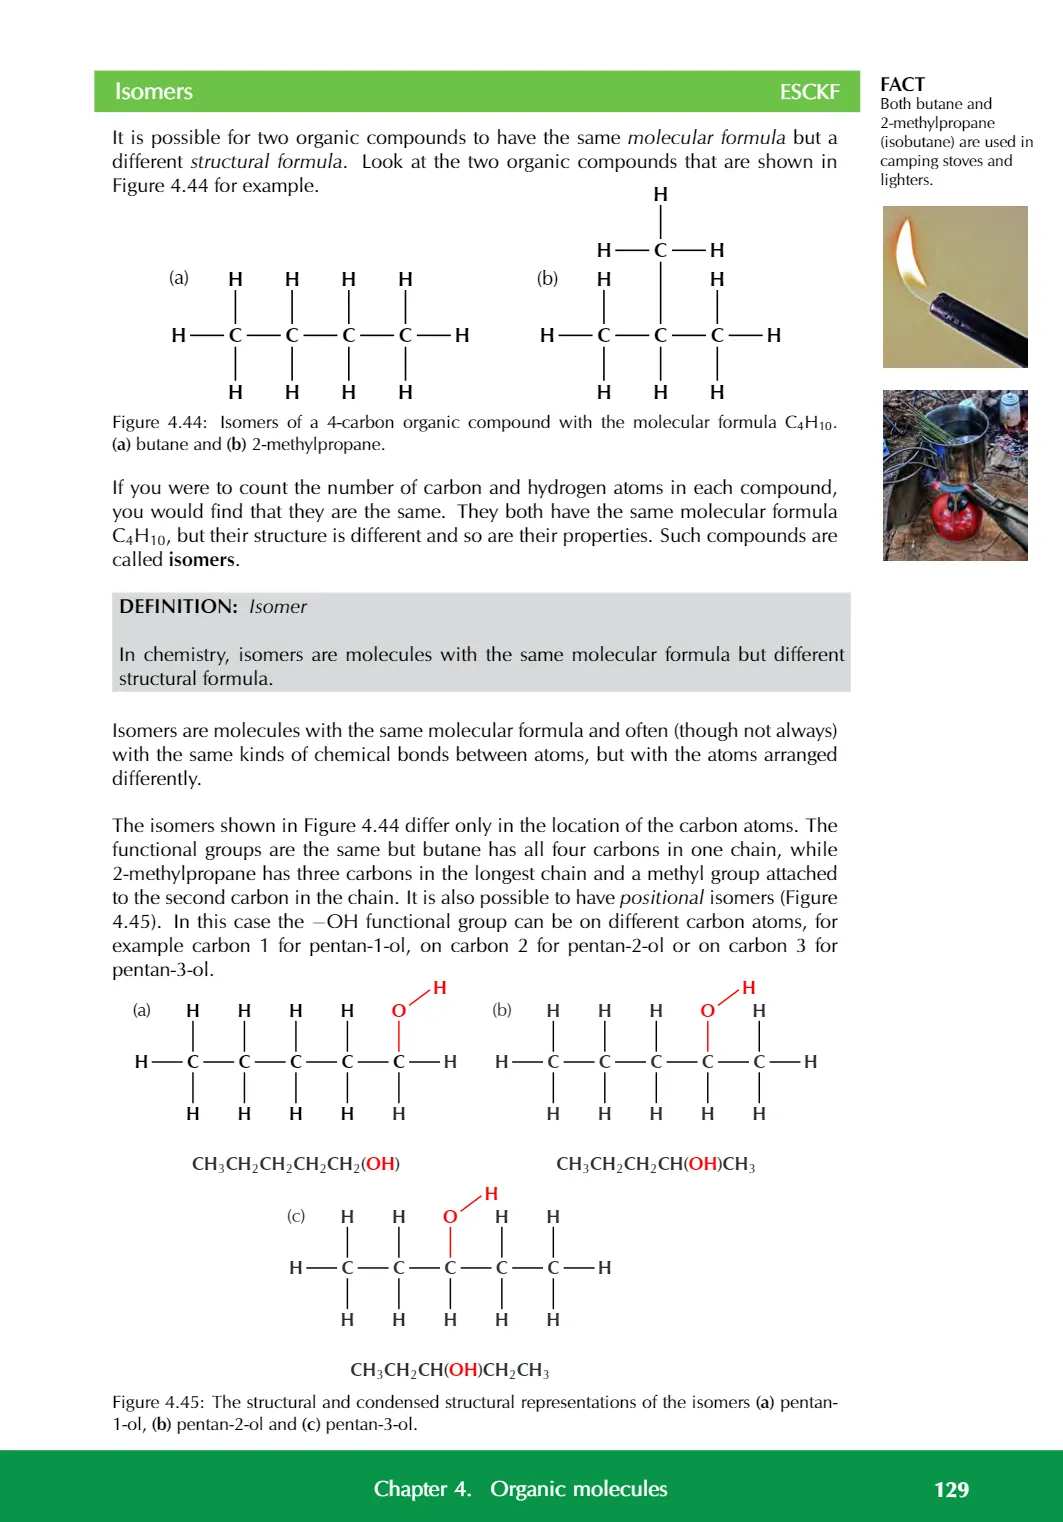 Isomers ESCKF
It is possible for two organic compounds to have the same molecular formula but a
different structural formula. Look at the two organic compounds that are shown in
Figure 4.44 for example.
FACT
Both butane and
2-methylpropane
(isobutane) are used in
camping stoves and
lighters.
(a)
H H H H
H C C C C H
H H H H
(b)
H
H C H
H H
H C C C H
H H H
Figure 4.44: Isomers of a 4-carbon organic compound with the molecular formula C₄H₁₀.
(a) butane and (b) 2-methylpropane.
If you were to count the number of carbon and hydrogen atoms in each compound,
you would find that they are the same. They both have the same molecular formula
C₄H₁₀, but their structure is different and so are their properties. Such compounds are
called isomers.
DEFINITION: Isomer
In chemistry, isomers are molecules with the same molecular formula but different
structural formula.
Isomers are molecules with the same molecular formula and often (though not always)
with the same kinds of chemical bonds between atoms, but with the atoms arranged
differently.
The isomers shown in Figure 4.44 differ only in the location of the carbon atoms. The
functional groups are the same but butane has all four carbons in one chain, while
2-methylpropane has three carbons in the longest chain and a methyl group attached
to the second carbon in the chain. It is also possible to have positional isomers (Figure
4.45). In this case the −OH functional group can be on different carbon atoms, for
example carbon 1 for pentan-1-ol, on carbon 2 for pentan-2-ol or on carbon 3 for
pentan-3-ol.
(a)
H
H H H H O
H C C C C C H
H H H H H
CH₃CH₂CH₂CH₂CH₂(OH)
(b)
H
H H H O H
H C C C C C H
H H H H H
CH₃CH₂CH₂CH(OH)CH₃
(c)
H
H H O H H
H C C C C C H
H H H H H
CH₃CH₂CH(OH)CH₂CH₃
Figure 4.45: The structural and condensed structural representations of the isomers (a) pentan-
1-ol, (b) pentan-2-ol and (c) pentan-3-ol.
Chapter 4. Organic molecules 129